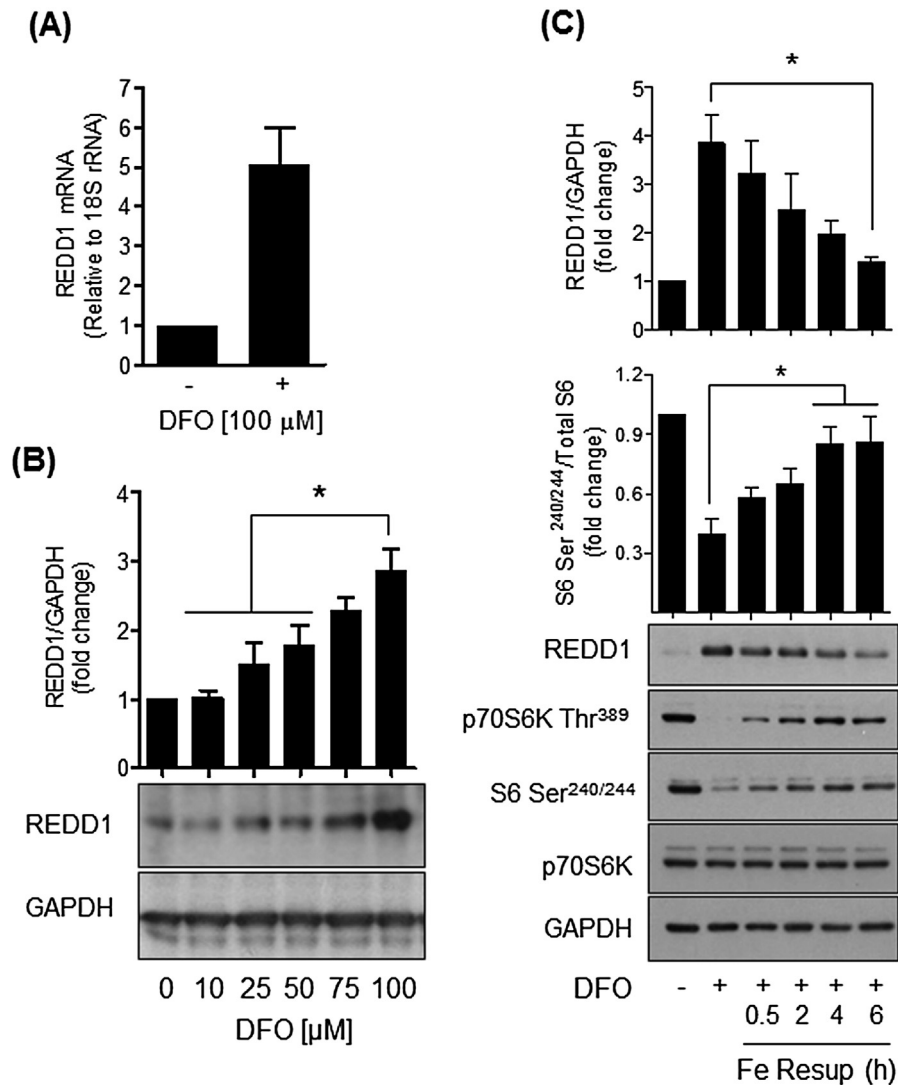 (A)
REDD1 mRNA
(Relative to 18S rRNA)
7
6
5
4
3
2
1
0
- +
DFO [100 µM]
(B)
REDD1/GAPDH
(fold change)
4
3
2
1
0
*
REDD1
GAPDH
0 10 25 50 75 100
DFO [µM]
(C)
REDD1/GAPDH
(fold change)
5
4
3
2
1
0
*
S6 Ser240/244/Total S6
(fold change)
1.2
0.9
0.6
0.3
*
REDD1
p70S6K Thr389
S6 Ser240/244
p70S6K
GAPDH
DFO - + + + + +
0.5 2 4 6
Fe Resup (h)